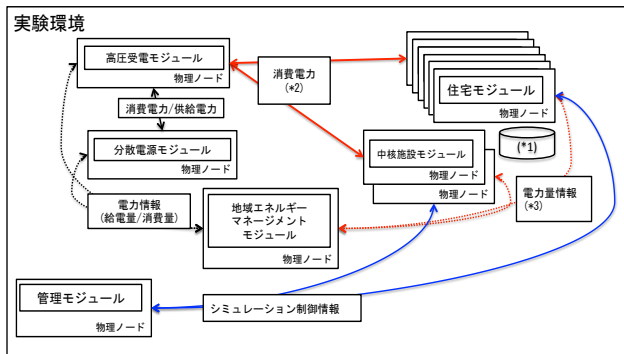 実験環境
高圧受電モジュール
物理ノード
消費電力
(*2)
住宅モジュール
物理ノード
消費電力/供給電力
分散電源モジュール
物理ノード
(*1)
中核施設モジュール
物理ノード
物理ノード
電力情報
(給電量/消費量)
地域エネルギー
マネージメント
モジュール
物理ノード
電力量情報
(*3)
管理モジュール
物理ノード
シミュレーション制御情報